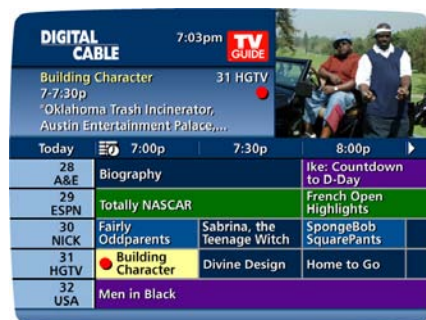 DIGITAL
CABLE
7:03pm
TV
GUIDE
Building Character 31 HGTV
7-7:30p
"Oklahoma Trash Incinerator,
Austin Entertainment Palace,...
Today 7:00p 7:30p 8:00p
28
A&E
Biography
Ike: Countdown
to D-Day
29
ESPN
Totally NASCAR
French Open
Highlights
30
NICK
Fairly
Oddparents
Sabrina, the
Teenage Witch
SpongeBob
SquarePants
31
HGTV
Building
Character
Divine Design
Home to Go
32
USA
Men in Black